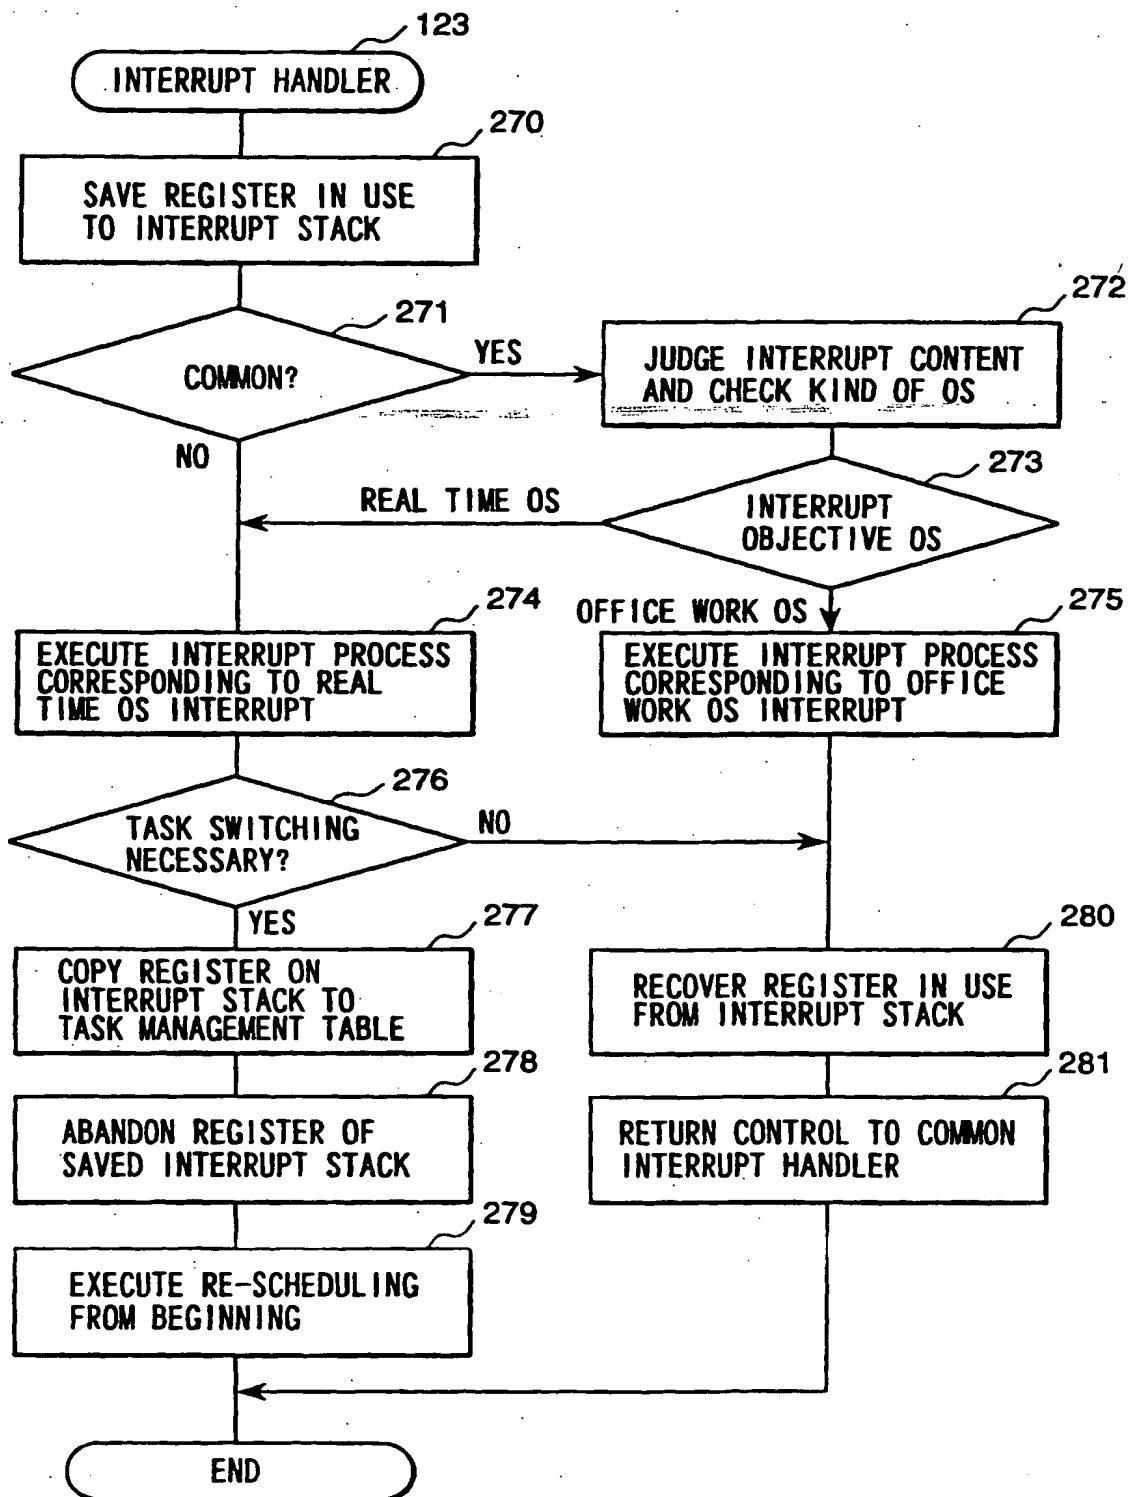 123
INTERRUPT HANDLER
270
SAVE REGISTER IN USE
TO INTERRUPT STACK
271
COMMON?
YES
NO
272
JUDGE INTERRUPT CONTENT
AND CHECK KIND OF OS
273
INTERRUPT
OBJECTIVE OS
REAL TIME OS
OFFICE WORK OS
274
EXECUTE INTERRUPT PROCESS
CORRESPONDING TO REAL
TIME OS INTERRUPT
275
EXECUTE INTERRUPT PROCESS
CORRESPONDING TO OFFICE
WORK OS INTERRUPT
276
TASK SWITCHING
NECESSARY?
NO
YES
277
COPY REGISTER ON
INTERRUPT STACK TO
TASK MANAGEMENT TABLE
278
ABANDON REGISTER OF
SAVED INTERRUPT STACK
279
EXECUTE RE-SCHEDULING
FROM BEGINNING
280
RECOVER REGISTER IN USE
FROM INTERRUPT STACK
281
RETURN CONTROL TO COMMON
INTERRUPT HANDLER
END